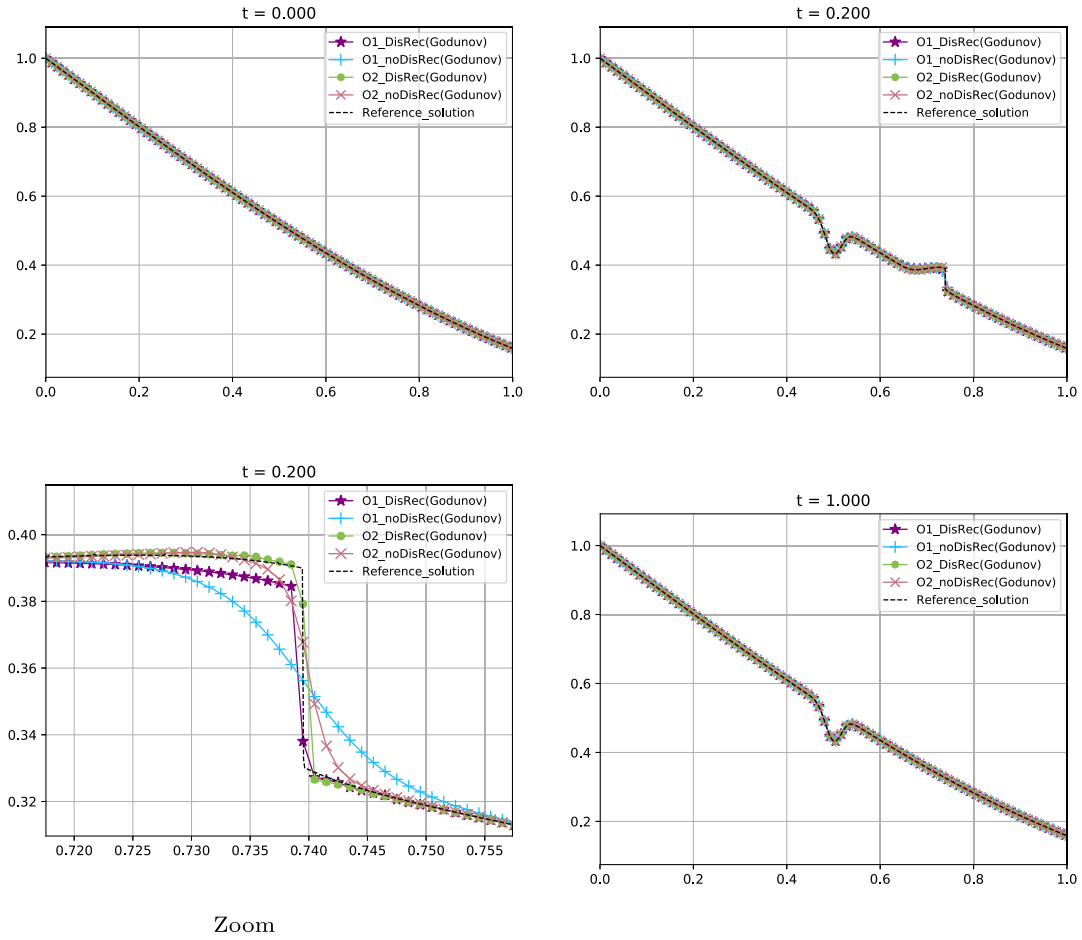 t = 0.000
1.0
0.8
0.6
0.4
0.2
0.0
0.2
0.4
0.6
0.8
1.0
O1_DisRec(Godunov)
O1_noDisRec(Godunov)
O2_DisRec(Godunov)
O2_noDisRec(Godunov)
Reference_solution
t = 0.200
1.0
0.8
0.6
0.4
0.2
0.0
0.2
0.4
0.6
0.8
1.0
O1_DisRec(Godunov)
O1_noDisRec(Godunov)
O2_DisRec(Godunov)
O2_noDisRec(Godunov)
Reference_solution
t = 0.200
0.40
0.38
0.36
0.34
0.32
0.720
0.725
0.730
0.735
0.740
0.745
0.750
0.755
O1_DisRec(Godunov)
O1_noDisRec(Godunov)
O2_DisRec(Godunov)
O2_noDisRec(Godunov)
Reference_solution
Zoom
t = 1.000
1.0
0.8
0.6
0.4
0.2
0.0
0.2
0.4
0.6
0.8
1.0
O1_DisRec(Godunov)
O1_noDisRec(Godunov)
O2_DisRec(Godunov)
O2_noDisRec(Godunov)
Reference_solution